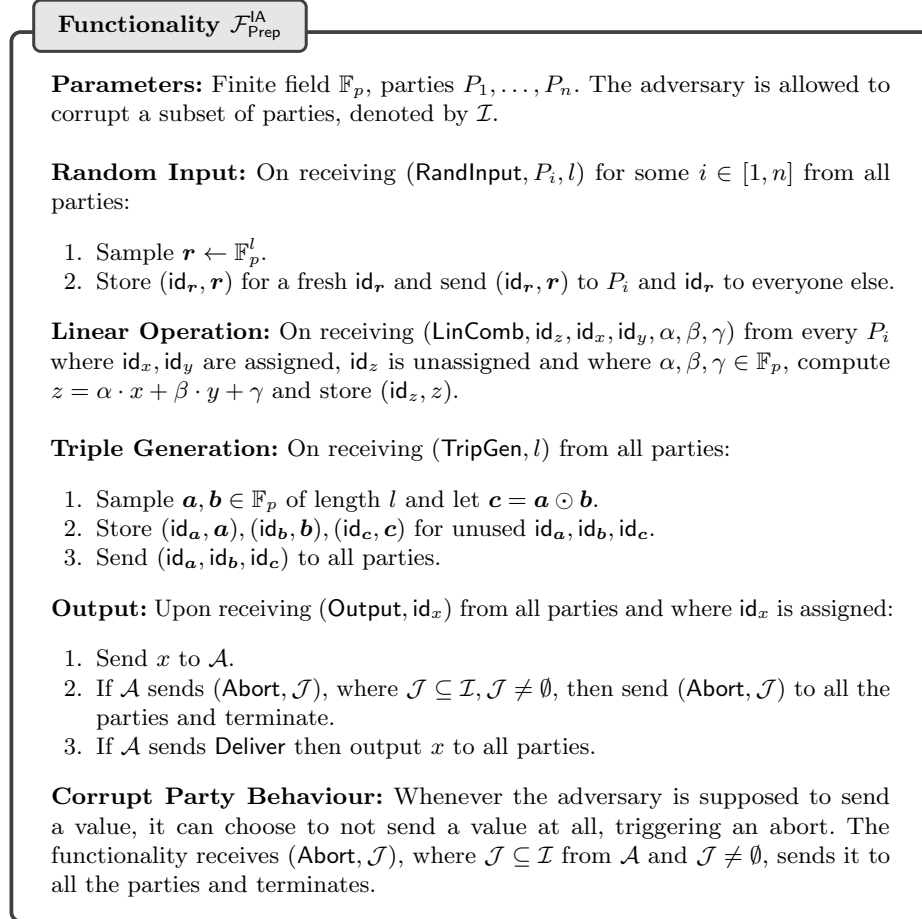 Functionality $\mathcal{F}_{\mathsf{Prep}}^{\mathsf{IA}}$
Parameters: Finite field $\mathbb{F}_p$, parties $P_1, \ldots, P_n$. The adversary is allowed to
corrupt a subset of parties, denoted by $\mathcal{I}$.
Random Input: On receiving $(\mathsf{RandInput}, P_i, l)$ for some $i \in [1, n]$ from all
parties:
1. Sample $\boldsymbol{r} \leftarrow \mathbb{F}_p^l$.
2. Store $(\mathsf{id}_{\boldsymbol{r}}, \boldsymbol{r})$ for a fresh $\mathsf{id}_{\boldsymbol{r}}$ and send $(\mathsf{id}_{\boldsymbol{r}}, \boldsymbol{r})$ to $P_i$ and $\mathsf{id}_{\boldsymbol{r}}$ to everyone else.
Linear Operation: On receiving $(\mathsf{LinComb}, \mathsf{id}_z, \mathsf{id}_x, \mathsf{id}_y, \alpha, \beta, \gamma)$ from every $P_i$
where $\mathsf{id}_x, \mathsf{id}_y$ are assigned, $\mathsf{id}_z$ is unassigned and where $\alpha, \beta, \gamma \in \mathbb{F}_p$, compute
$z = \alpha \cdot x + \beta \cdot y + \gamma$ and store $(\mathsf{id}_z, z)$.
Triple Generation: On receiving $(\mathsf{TripGen}, l)$ from all parties:
1. Sample $\boldsymbol{a}, \boldsymbol{b} \in \mathbb{F}_p$ of length $l$ and let $\boldsymbol{c} = \boldsymbol{a} \odot \boldsymbol{b}$.
2. Store $(\mathsf{id}_{\boldsymbol{a}}, \boldsymbol{a}), (\mathsf{id}_{\boldsymbol{b}}, \boldsymbol{b}), (\mathsf{id}_{\boldsymbol{c}}, \boldsymbol{c})$ for unused $\mathsf{id}_{\boldsymbol{a}}, \mathsf{id}_{\boldsymbol{b}}, \mathsf{id}_{\boldsymbol{c}}$.
3. Send $(\mathsf{id}_{\boldsymbol{a}}, \mathsf{id}_{\boldsymbol{b}}, \mathsf{id}_{\boldsymbol{c}})$ to all parties.
Output: Upon receiving $(\mathsf{Output}, \mathsf{id}_x)$ from all parties and where $\mathsf{id}_x$ is assigned:
1. Send $x$ to $\mathcal{A}$.
2. If $\mathcal{A}$ sends $(\mathsf{Abort}, \mathcal{J})$, where $\mathcal{J} \subseteq \mathcal{I}, \mathcal{J} \neq \emptyset$, then send $(\mathsf{Abort}, \mathcal{J})$ to all the
parties and terminate.
3. If $\mathcal{A}$ sends $\mathsf{Deliver}$ then output $x$ to all parties.
Corrupt Party Behaviour: Whenever the adversary is supposed to send
a value, it can choose to not send a value at all, triggering an abort. The
functionality receives $(\mathsf{Abort}, \mathcal{J})$, where $\mathcal{J} \subseteq \mathcal{I}$ from $\mathcal{A}$ and $\mathcal{J} \neq \emptyset$, sends it to
all the parties and terminates.